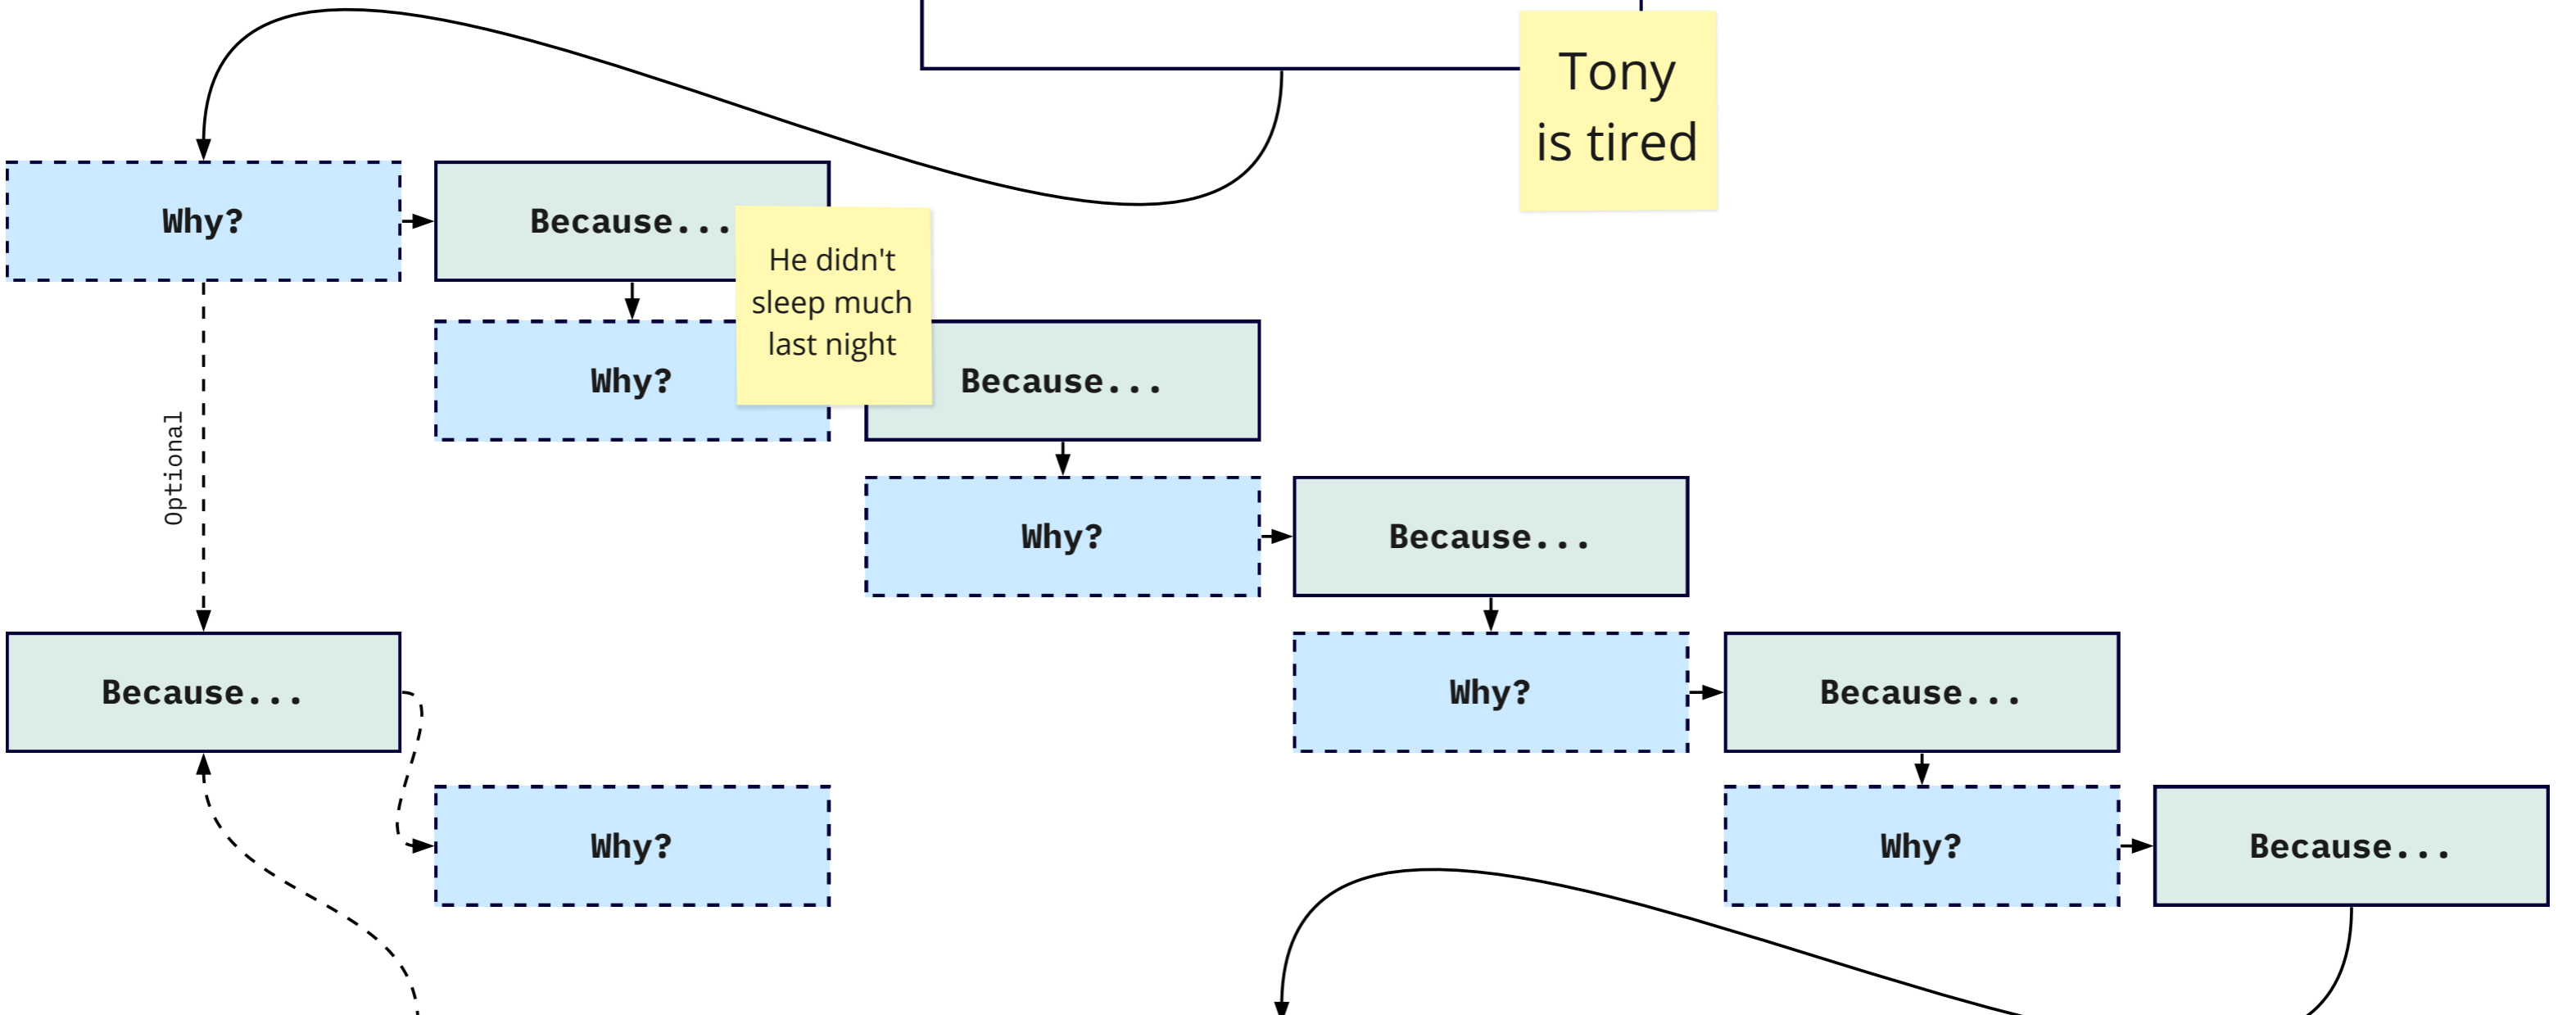 Tony
is tired
Why?
Because...
He didn't
sleep much
last night
Why?
Because...
Optional
Why?
Because...
Because...
Why?
Because...
Why?
Why?
Because...